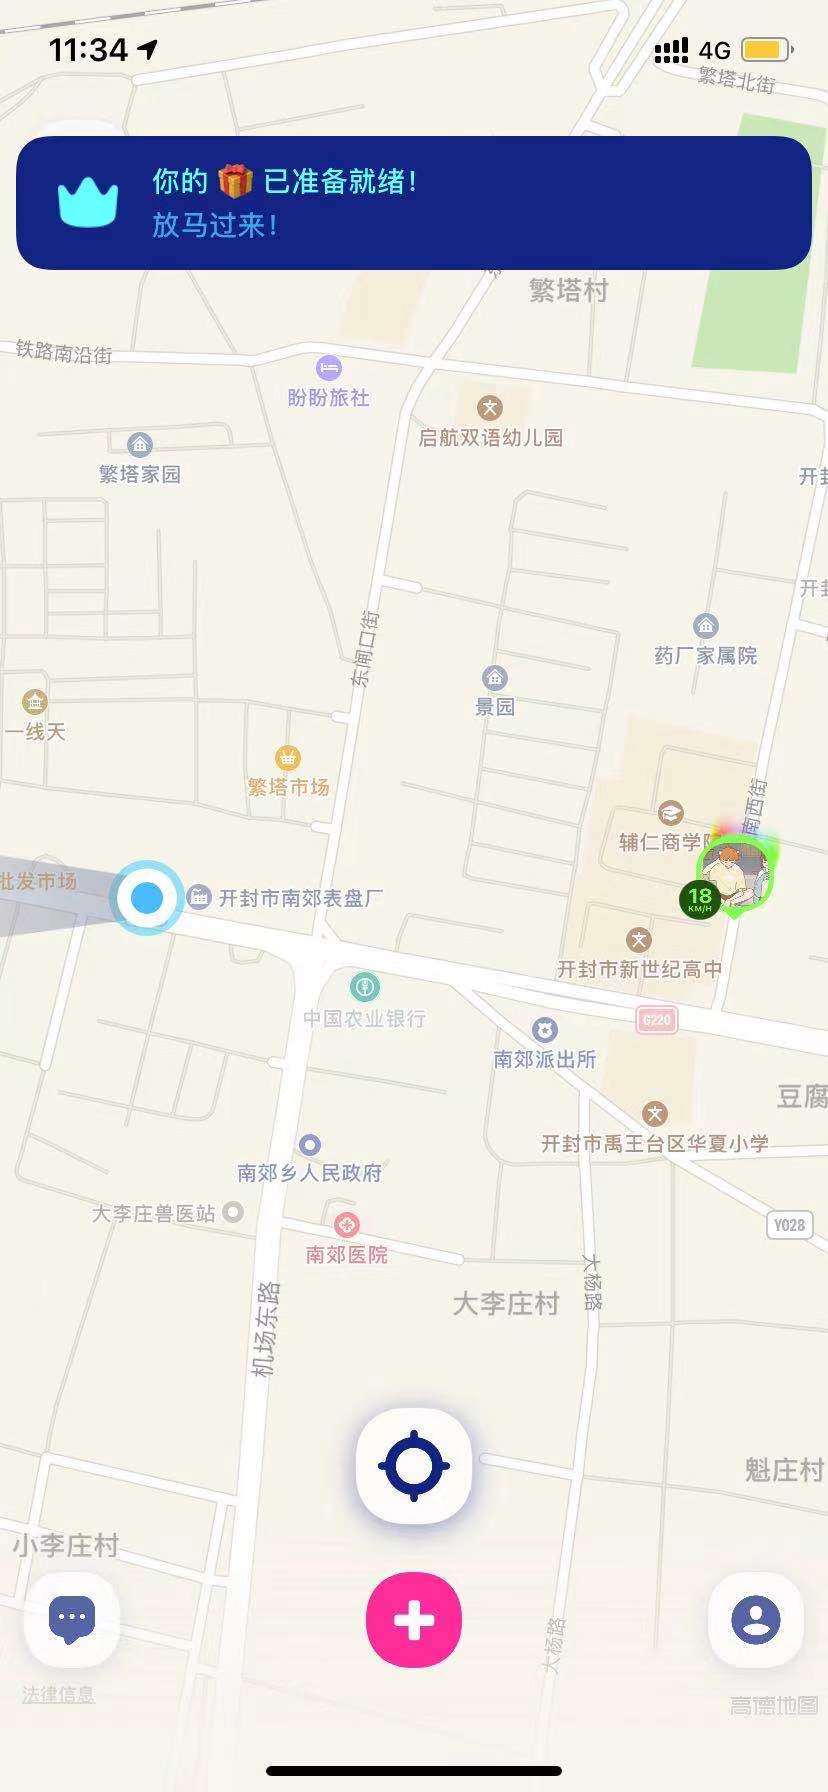 11:34
4G
繁塔北街
你的 🎁 已准备就绪！
放马过来！
繁塔村
铁路南沿街
盼盼旅社
启航双语幼儿园
繁塔家园
开封
开封
东闸口街
药厂家属院
景园
一线天
繁塔市场
南西街
辅仁商学院
批发市场
开封市南郊表盘厂
18
KM/H
开封市新世纪高中
中国农业银行
G220
南郊派出所
豆腐
开封市禹王台区华夏小学
南郊乡人民政府
大李庄兽医站
Y028
南郊医院
大杨路
大李庄村
机场东路
魁庄村
小李庄村
大杨路
法律信息
高德地图